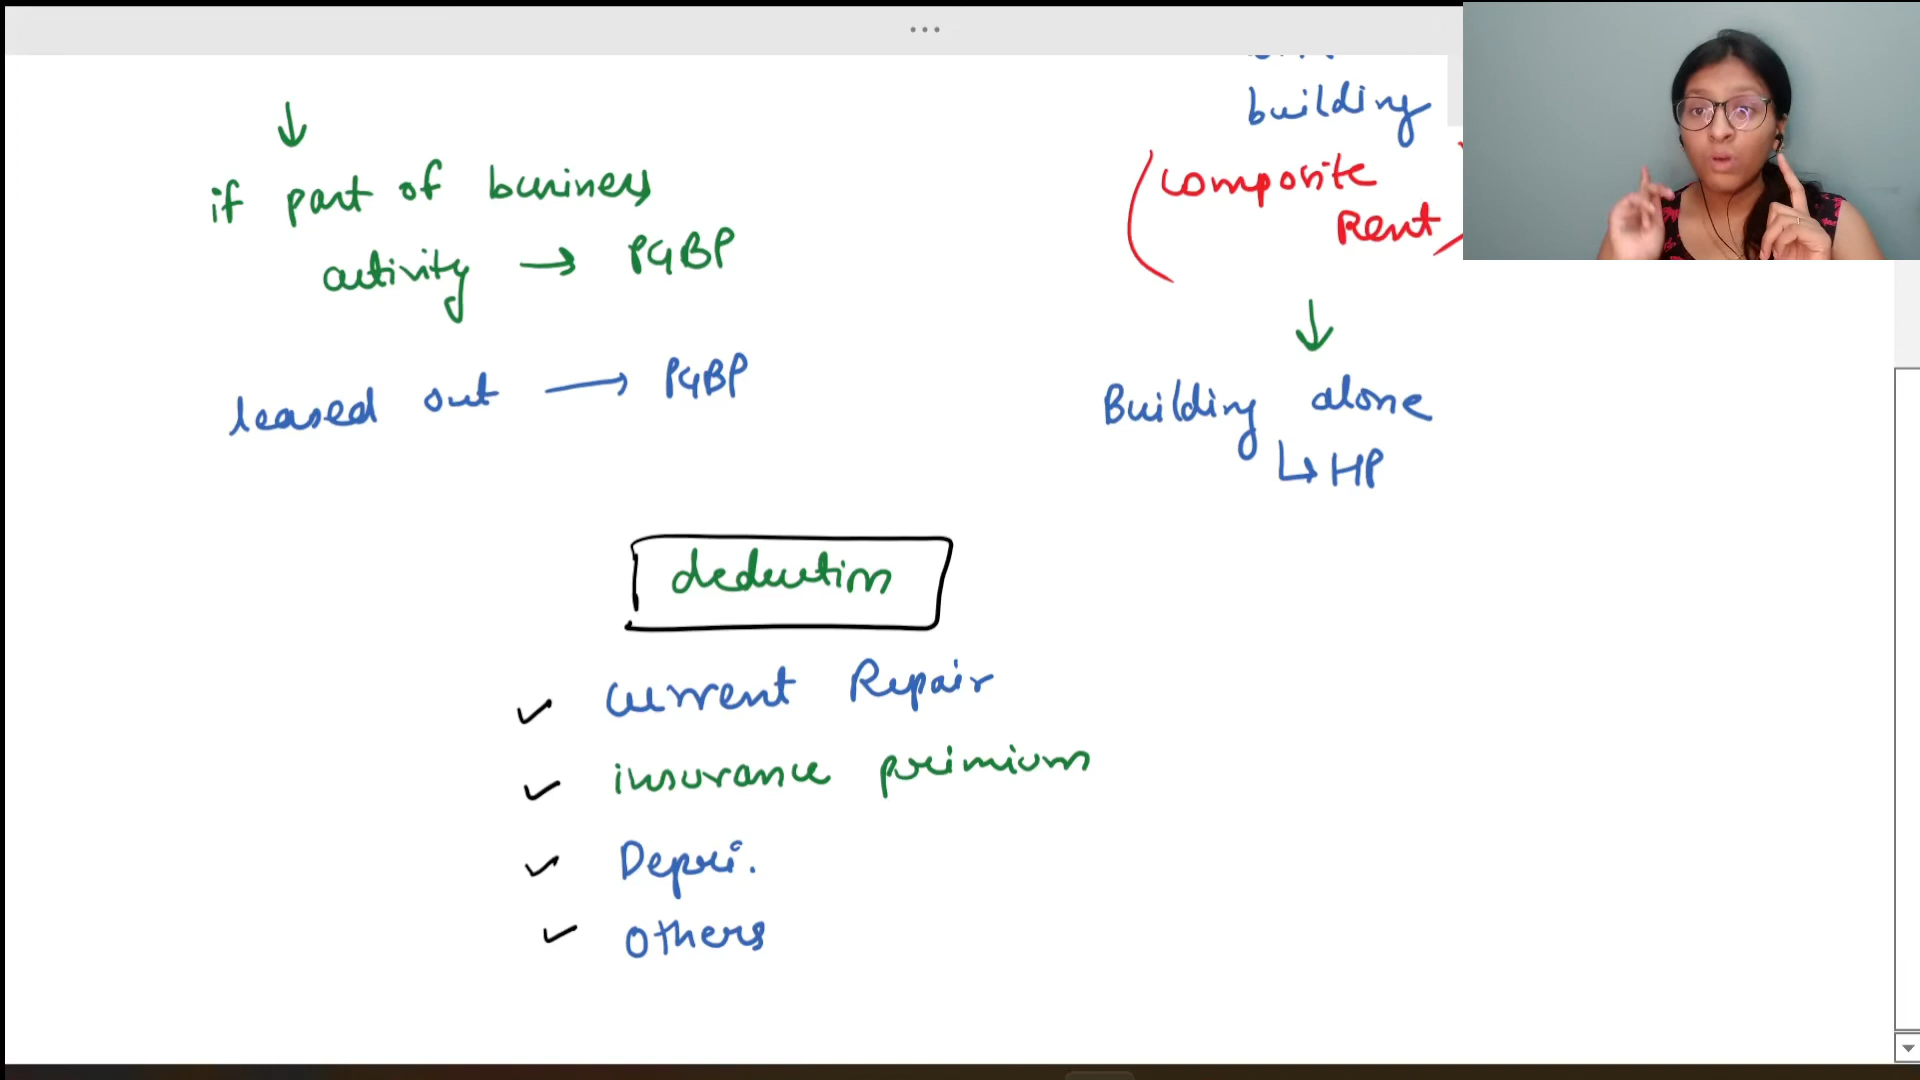 if part of business
activity → PGBP
leased out → PGBP
building
(composite
Rent)
Building alone
↳ HP
deduction
✓ current Repair
✓ insurance premium
✓ Depri.
✓ others